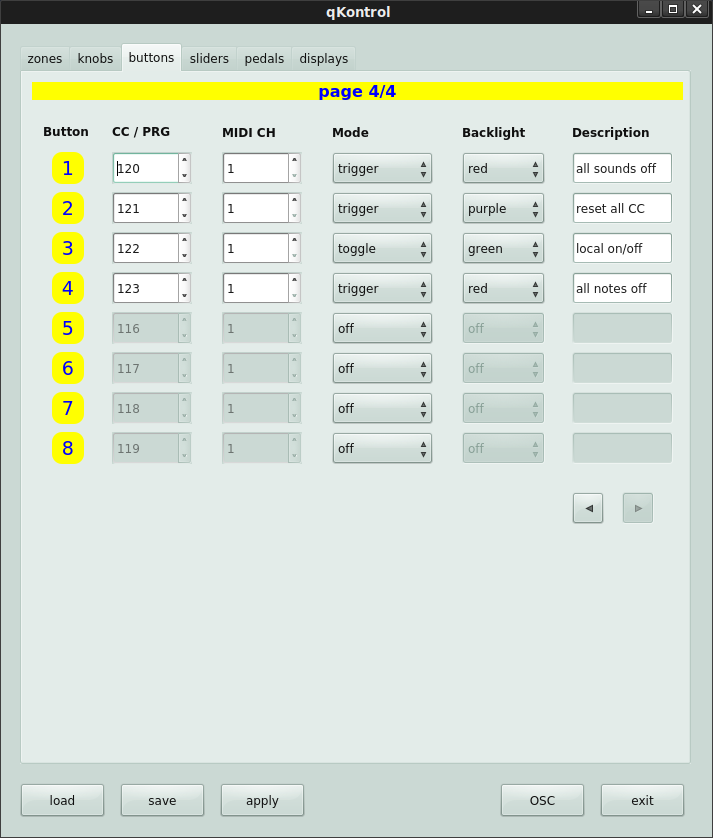 qKontrol
zones knobs buttons sliders pedals displays
page 4/4
Button CC / PRG MIDI CH Mode Backlight Description
1 120 1 trigger red all sounds off
2 121 1 trigger purple reset all CC
3 122 1 toggle green local on/off
4 123 1 trigger red all notes off
5 116 1 off off
6 117 1 off off
7 118 1 off off
8 119 1 off off
load save apply OSC exit